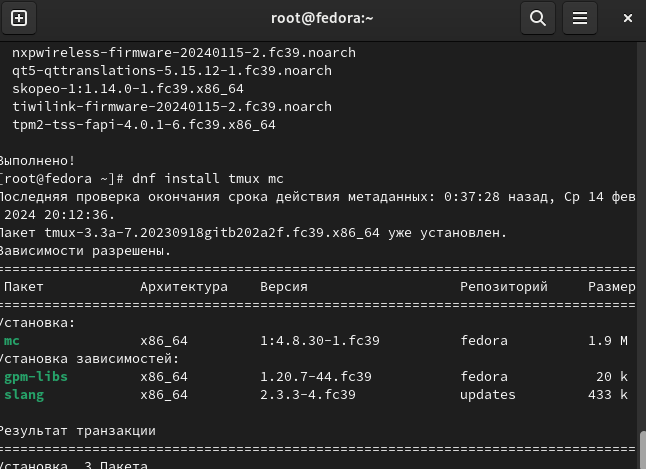 root@fedora:~
nxpwireless-firmware-20240115-2.fc39.noarch
qt5-qttranslations-5.15.12-1.fc39.noarch
skopeo-1:1.14.0-1.fc39.x86_64
tiwilink-firmware-20240115-2.fc39.noarch
tpm2-tss-fapi-4.0.1-6.fc39.x86_64
Выполнено!
[root@fedora ~]# dnf install tmux mc
Последняя проверка окончания срока действия метаданных: 0:37:28 назад, Ср 14 фев
2024 20:12:36.
Пакет tmux-3.3a-7.20230918gitb202a2f.fc39.x86_64 уже установлен.
Зависимости разрешены.
================================================================================
Пакет Архитектура Версия Репозиторий Размер
================================================================================
Установка:
mc x86_64 1:4.8.30-1.fc39 fedora 1.9 M
Установка зависимостей:
gpm-libs x86_64 1.20.7-44.fc39 fedora 20 k
slang x86_64 2.3.3-4.fc39 updates 433 k
Результат транзакции
================================================================================
Установка 3 Пакета